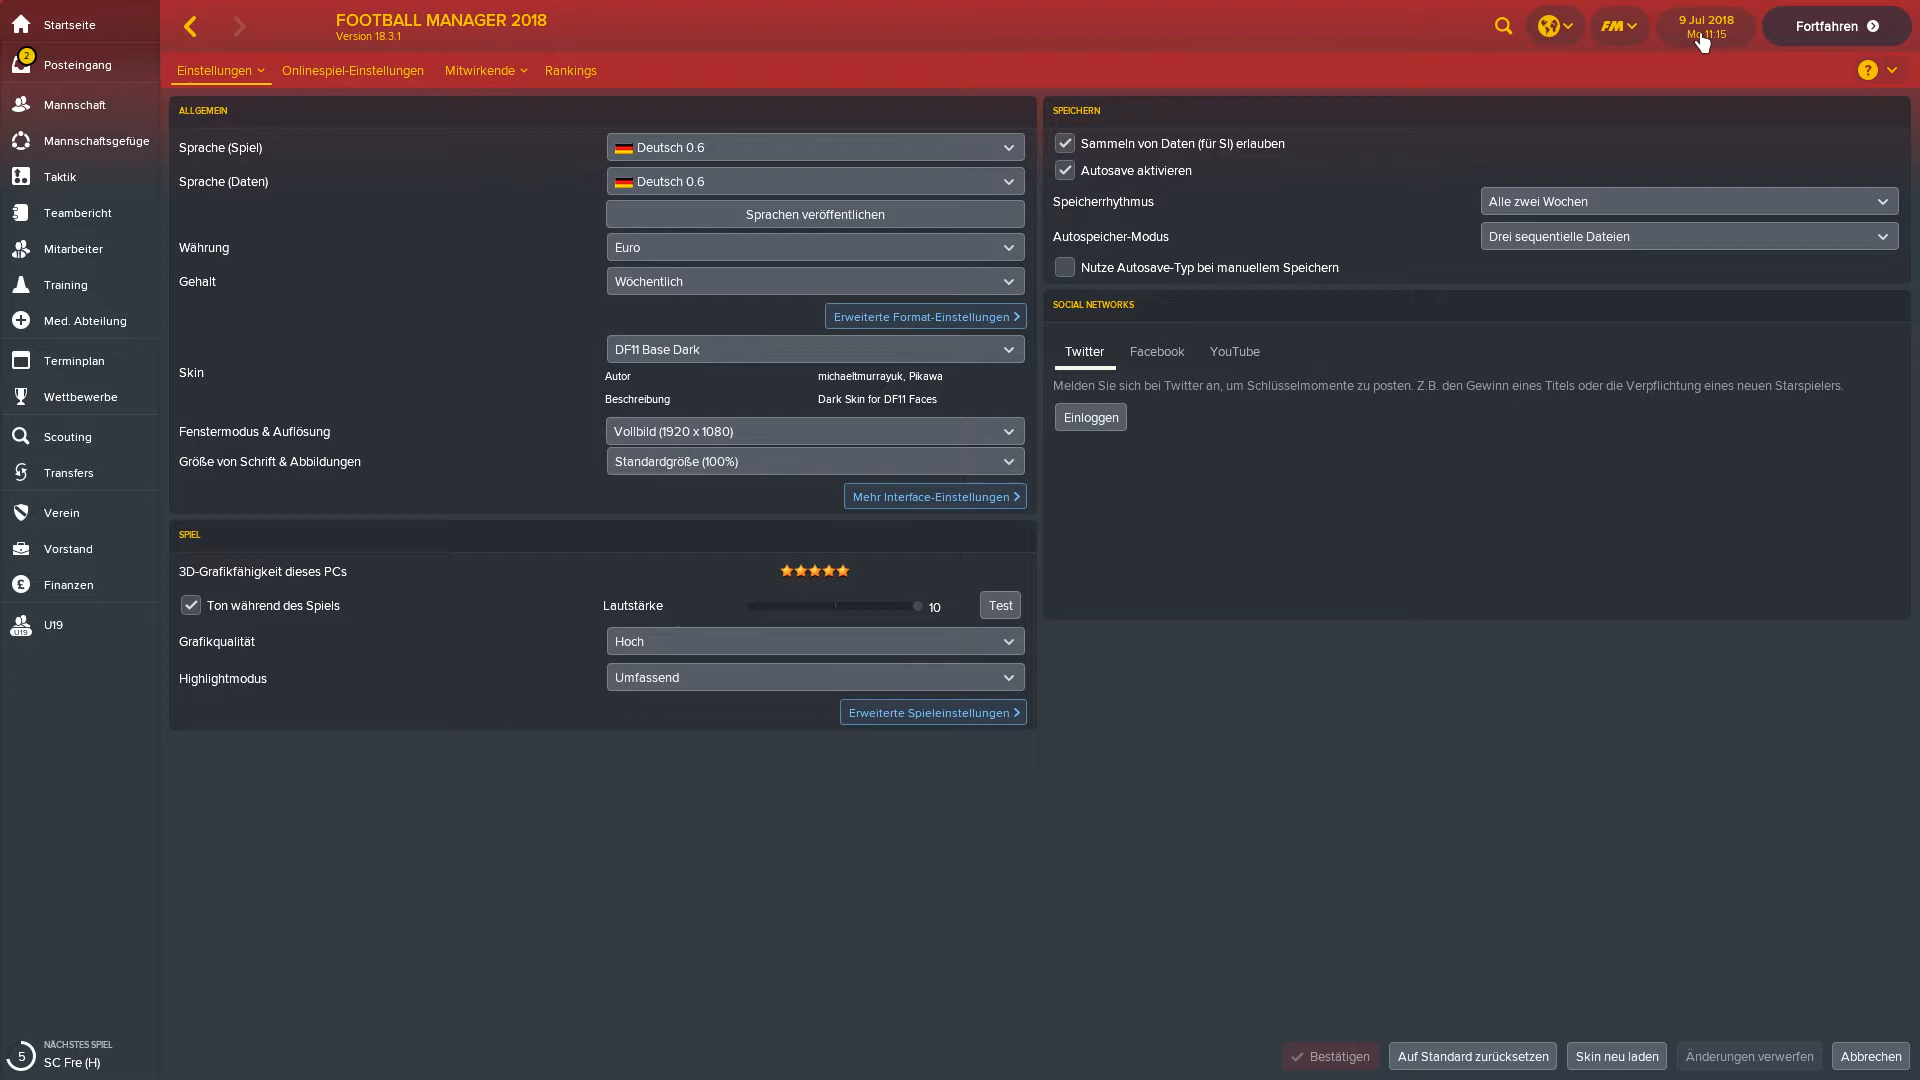 Startseite
2
Posteingang
Mannschaft
Mannschaftsgefüge
Taktik
Teambericht
Mitarbeiter
Training
Med. Abteilung
Terminplan
Wettbewerbe
Scouting
Transfers
Verein
Vorstand
£
Finanzen
U19
U19
5
NÄCHSTES SPIEL
SC Fre (H)
FOOTBALL MANAGER 2018
Version 18.3.1
FM
9 Jul 2018
Mo 11:15
Fortfahren
Einstellungen
Onlinespiel-Einstellungen
Mitwirkende
Rankings
?
ALLGEMEIN
Sprache (Spiel)
Deutsch 0.6
Sprache (Daten)
Deutsch 0.6
Sprachen veröffentlichen
Währung
Euro
Gehalt
Wöchentlich
Erweiterte Format-Einstellungen
Skin
DF11 Base Dark
Autor
michaeltmurrayuk, Pikawa
Beschreibung
Dark Skin for DF11 Faces
Fenstermodus & Auflösung
Vollbild (1920 x 1080)
Größe von Schrift & Abbildungen
Standardgröße (100%)
Mehr Interface-Einstellungen
SPIEL
3D-Grafikfähigkeit dieses PCs
Ton während des Spiels
Lautstärke
10
Test
Grafikqualität
Hoch
Highlightmodus
Umfassend
Erweiterte Spieleinstellungen
SPEICHERN
Sammeln von Daten (für SI) erlauben
Autosave aktivieren
Speicherrhythmus
Alle zwei Wochen
Autospeicher-Modus
Drei sequentielle Dateien
Nutze Autosave-Typ bei manuellem Speichern
SOCIAL NETWORKS
Twitter
Facebook
YouTube
Melden Sie sich bei Twitter an, um Schlüsselmomente zu posten. Z.B. den Gewinn eines Titels oder die Verpflichtung eines neuen Starspielers.
Einloggen
Bestätigen
Auf Standard zurücksetzen
Skin neu laden
Änderungen verwerfen
Abbrechen